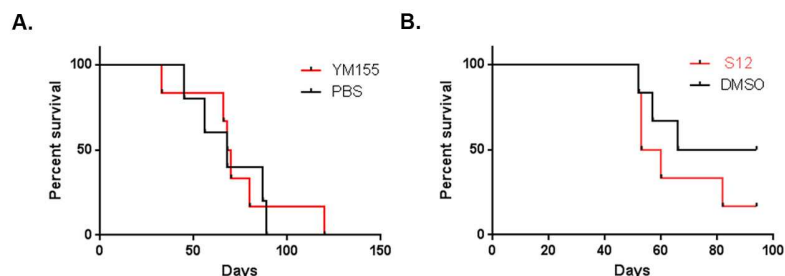 A.
B.
Percent survival
100
50
0
0
50
100
150
Days
YM155
PBS
Percent survival
100
50
0
0
20
40
60
80
100
Days
S12
DMSO